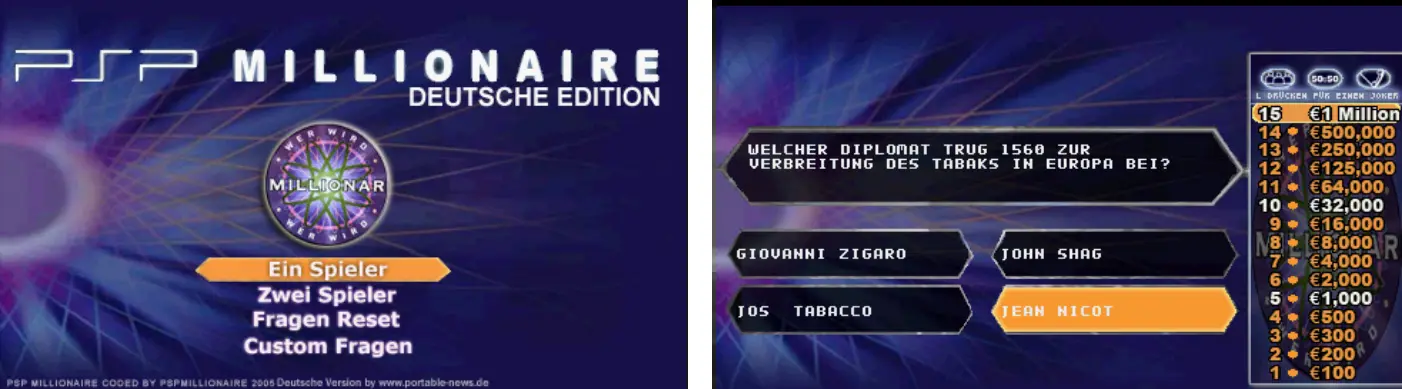 PSP MILLIONAIRE
DEUTSCHE EDITION
WER WIRD
MILLIONAR
WER WIRD
Ein Spieler
Zwei Spieler
Fragen Reset
Custom Fragen
PSP MILLIONAIRE CODED BY PSPMILLIONAIRE 2005 Deutsche Version by www.portable-news.de
WELCHER DIPLOMAT TRUG 1560 ZUR
VERBREITUNG DES TABAKS IN EUROPA BEI?
GIOVANNI ZIGARO
JOHN SHAG
JOS TABACCO
JEAN NICOT
50:50
L DRÜCKEN FÜR EINEN JOKER
15 €1 Million
14 €500,000
13 €250,000
12 €125,000
11 €64,000
10 €32,000
9 €16,000
8 €8,000
7 €4,000
6 €2,000
5 €1,000
4 €500
3 €300
2 €200
1 €100